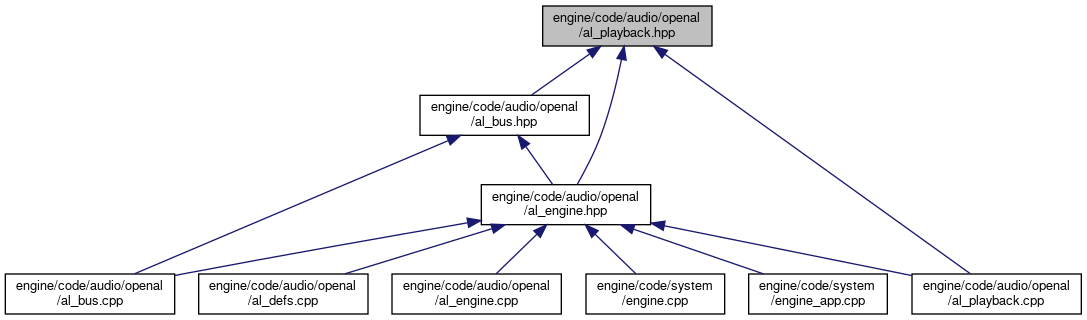 engine/code/audio/openal
/al_playback.hpp
engine/code/audio/openal
/al_bus.hpp
engine/code/audio/openal
/al_engine.hpp
engine/code/audio/openal
/al_bus.cpp
engine/code/audio/openal
/al_defs.cpp
engine/code/audio/openal
/al_engine.cpp
engine/code/system
/engine.cpp
engine/code/system
/engine_app.cpp
engine/code/audio/openal
/al_playback.cpp